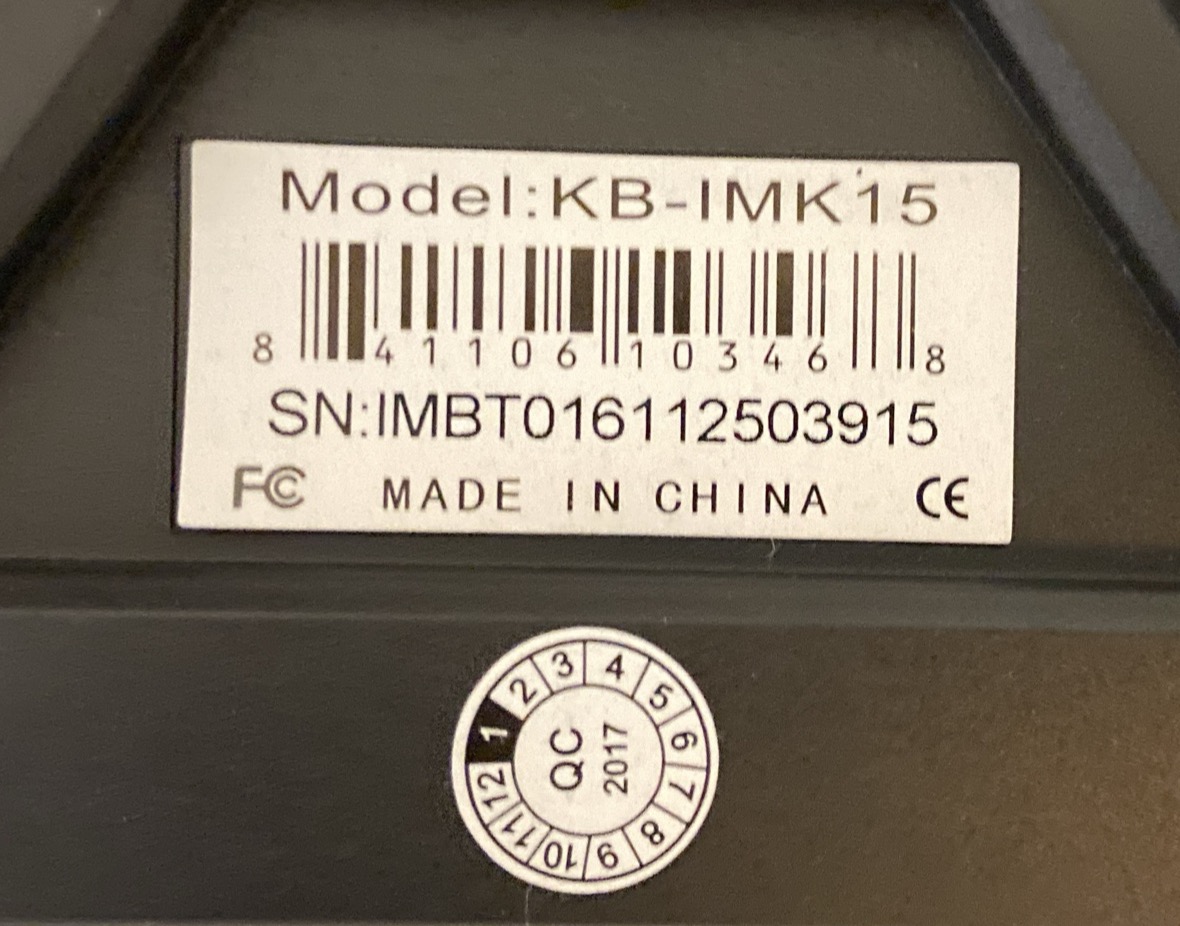 Model:KB-IMK15
8 41106 10346 8
SN:IMBT016112503915
FC MADE IN CHINA CE
1 2 3 4 5 6 7 8 9 10 11 12
QC
2017